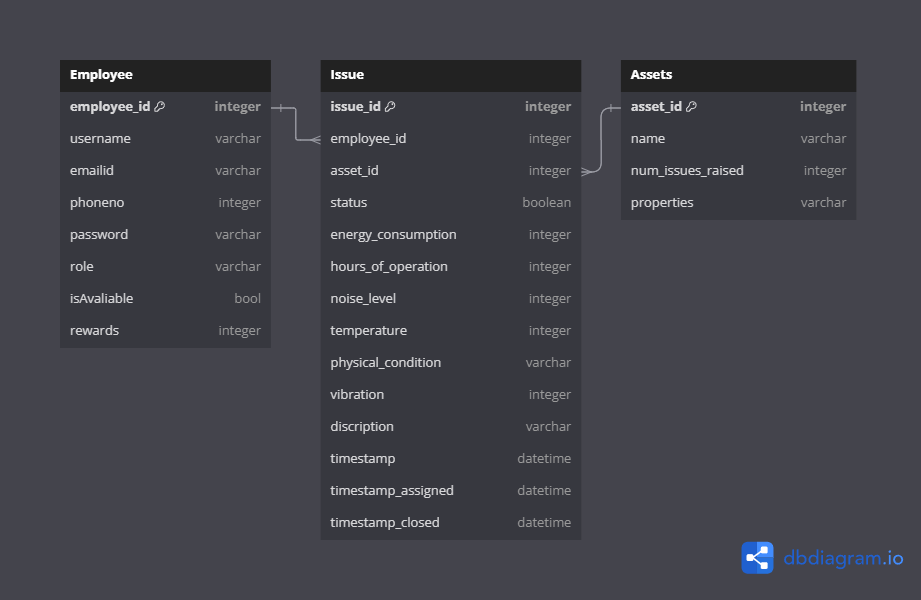 Employee
employee_id integer
username varchar
emailid varchar
phoneno integer
password varchar
role varchar
isAvaliable bool
rewards integer
Issue
issue_id integer
employee_id integer
asset_id integer
status boolean
energy_consumption integer
hours_of_operation integer
noise_level integer
temperature integer
physical_condition varchar
vibration integer
discription varchar
timestamp datetime
timestamp_assigned datetime
timestamp_closed datetime
Assets
asset_id integer
name varchar
num_issues_raised integer
properties varchar
dbdiagram.io